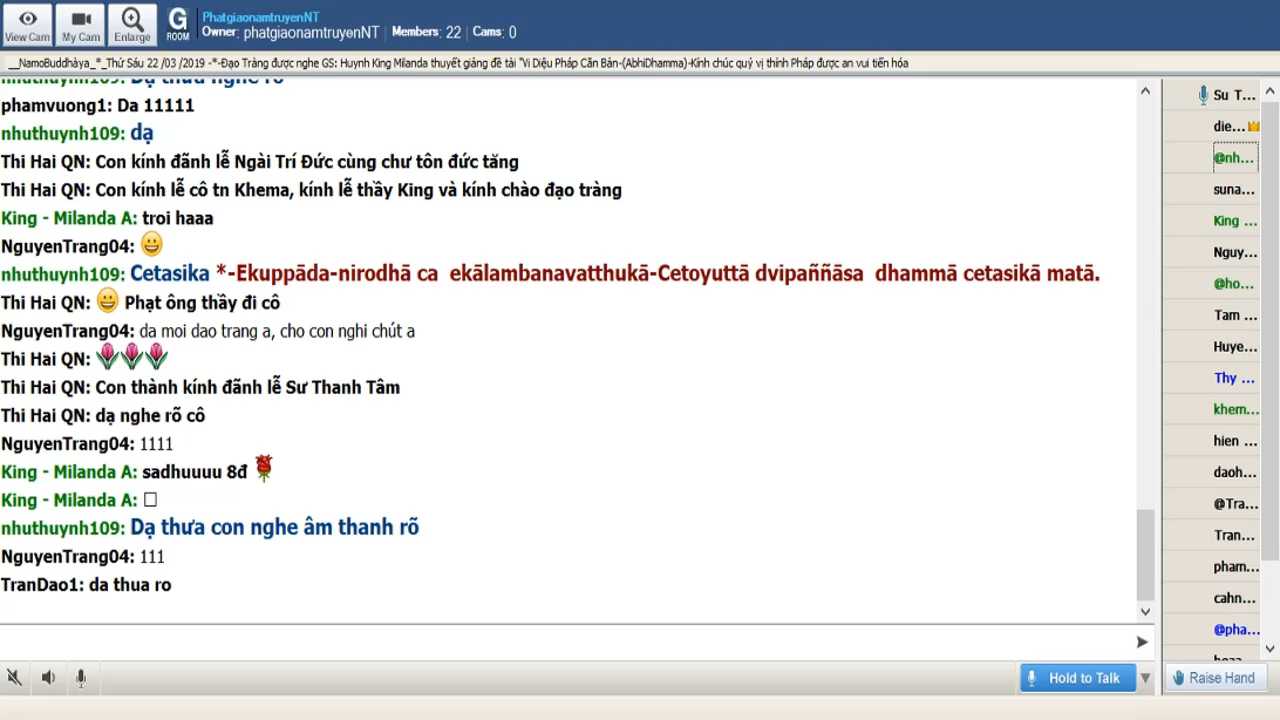 PhatgiaonamtruyenNT
Owner: phatgiaonamtruyenNT | Members: 22 | Cams: 0
View Cam
My Cam
Enlarge
G ROOM
__NamoBuddhàya_*_Thứ Sáu 22 /03 /2019 -*-Đạo Tràng được nghe GS: Huynh King Milanda thuyết giảng đề tài "Vi Diệu Pháp Căn Bản-(AbhiDhamma)-Kính chúc quý vị thính Pháp được an vui tiến hóa
nhuthuynh109: Dạ thưa nghe rõ
phamvuong1: Da 11111
nhuthuynh109: dạ
Thi Hai QN: Con kính đãnh lễ Ngài Trí Đức cùng chư tôn đức tăng
Thi Hai QN: Con kính lễ cô tn Khema, kính lễ thầy King và kính chào đạo tràng
King - Milanda A: troi haaa
NguyenTrang04:
nhuthuynh109: Cetasika *-Ekuppāda-nirodhā ca ekālambanavatthukā-Cetoyuttā dvipaññāsa dhammā cetasikā matā.
Thi Hai QN: Phạt ông thầy đi cô
NguyenTrang04: da moi dao trang a, cho con nghi chút a
Thi Hai QN:
Thi Hai QN: Con thành kính đãnh lễ Sư Thanh Tâm
Thi Hai QN: dạ nghe rõ cô
NguyenTrang04: 1111
King - Milanda A: sadhuuuu 8đ
King - Milanda A:
nhuthuynh109: Dạ thưa con nghe âm thanh rõ
NguyenTrang04: 111
TranDao1: da thua ro
Su T...
die...
@nh...
suna...
King ...
Nguy...
@ho...
Tam ...
Huye...
Thy ...
khem...
hien ...
daoh...
@Tra...
Tran...
pham...
cahn...
@pha...
Hold to Talk
Raise Hand